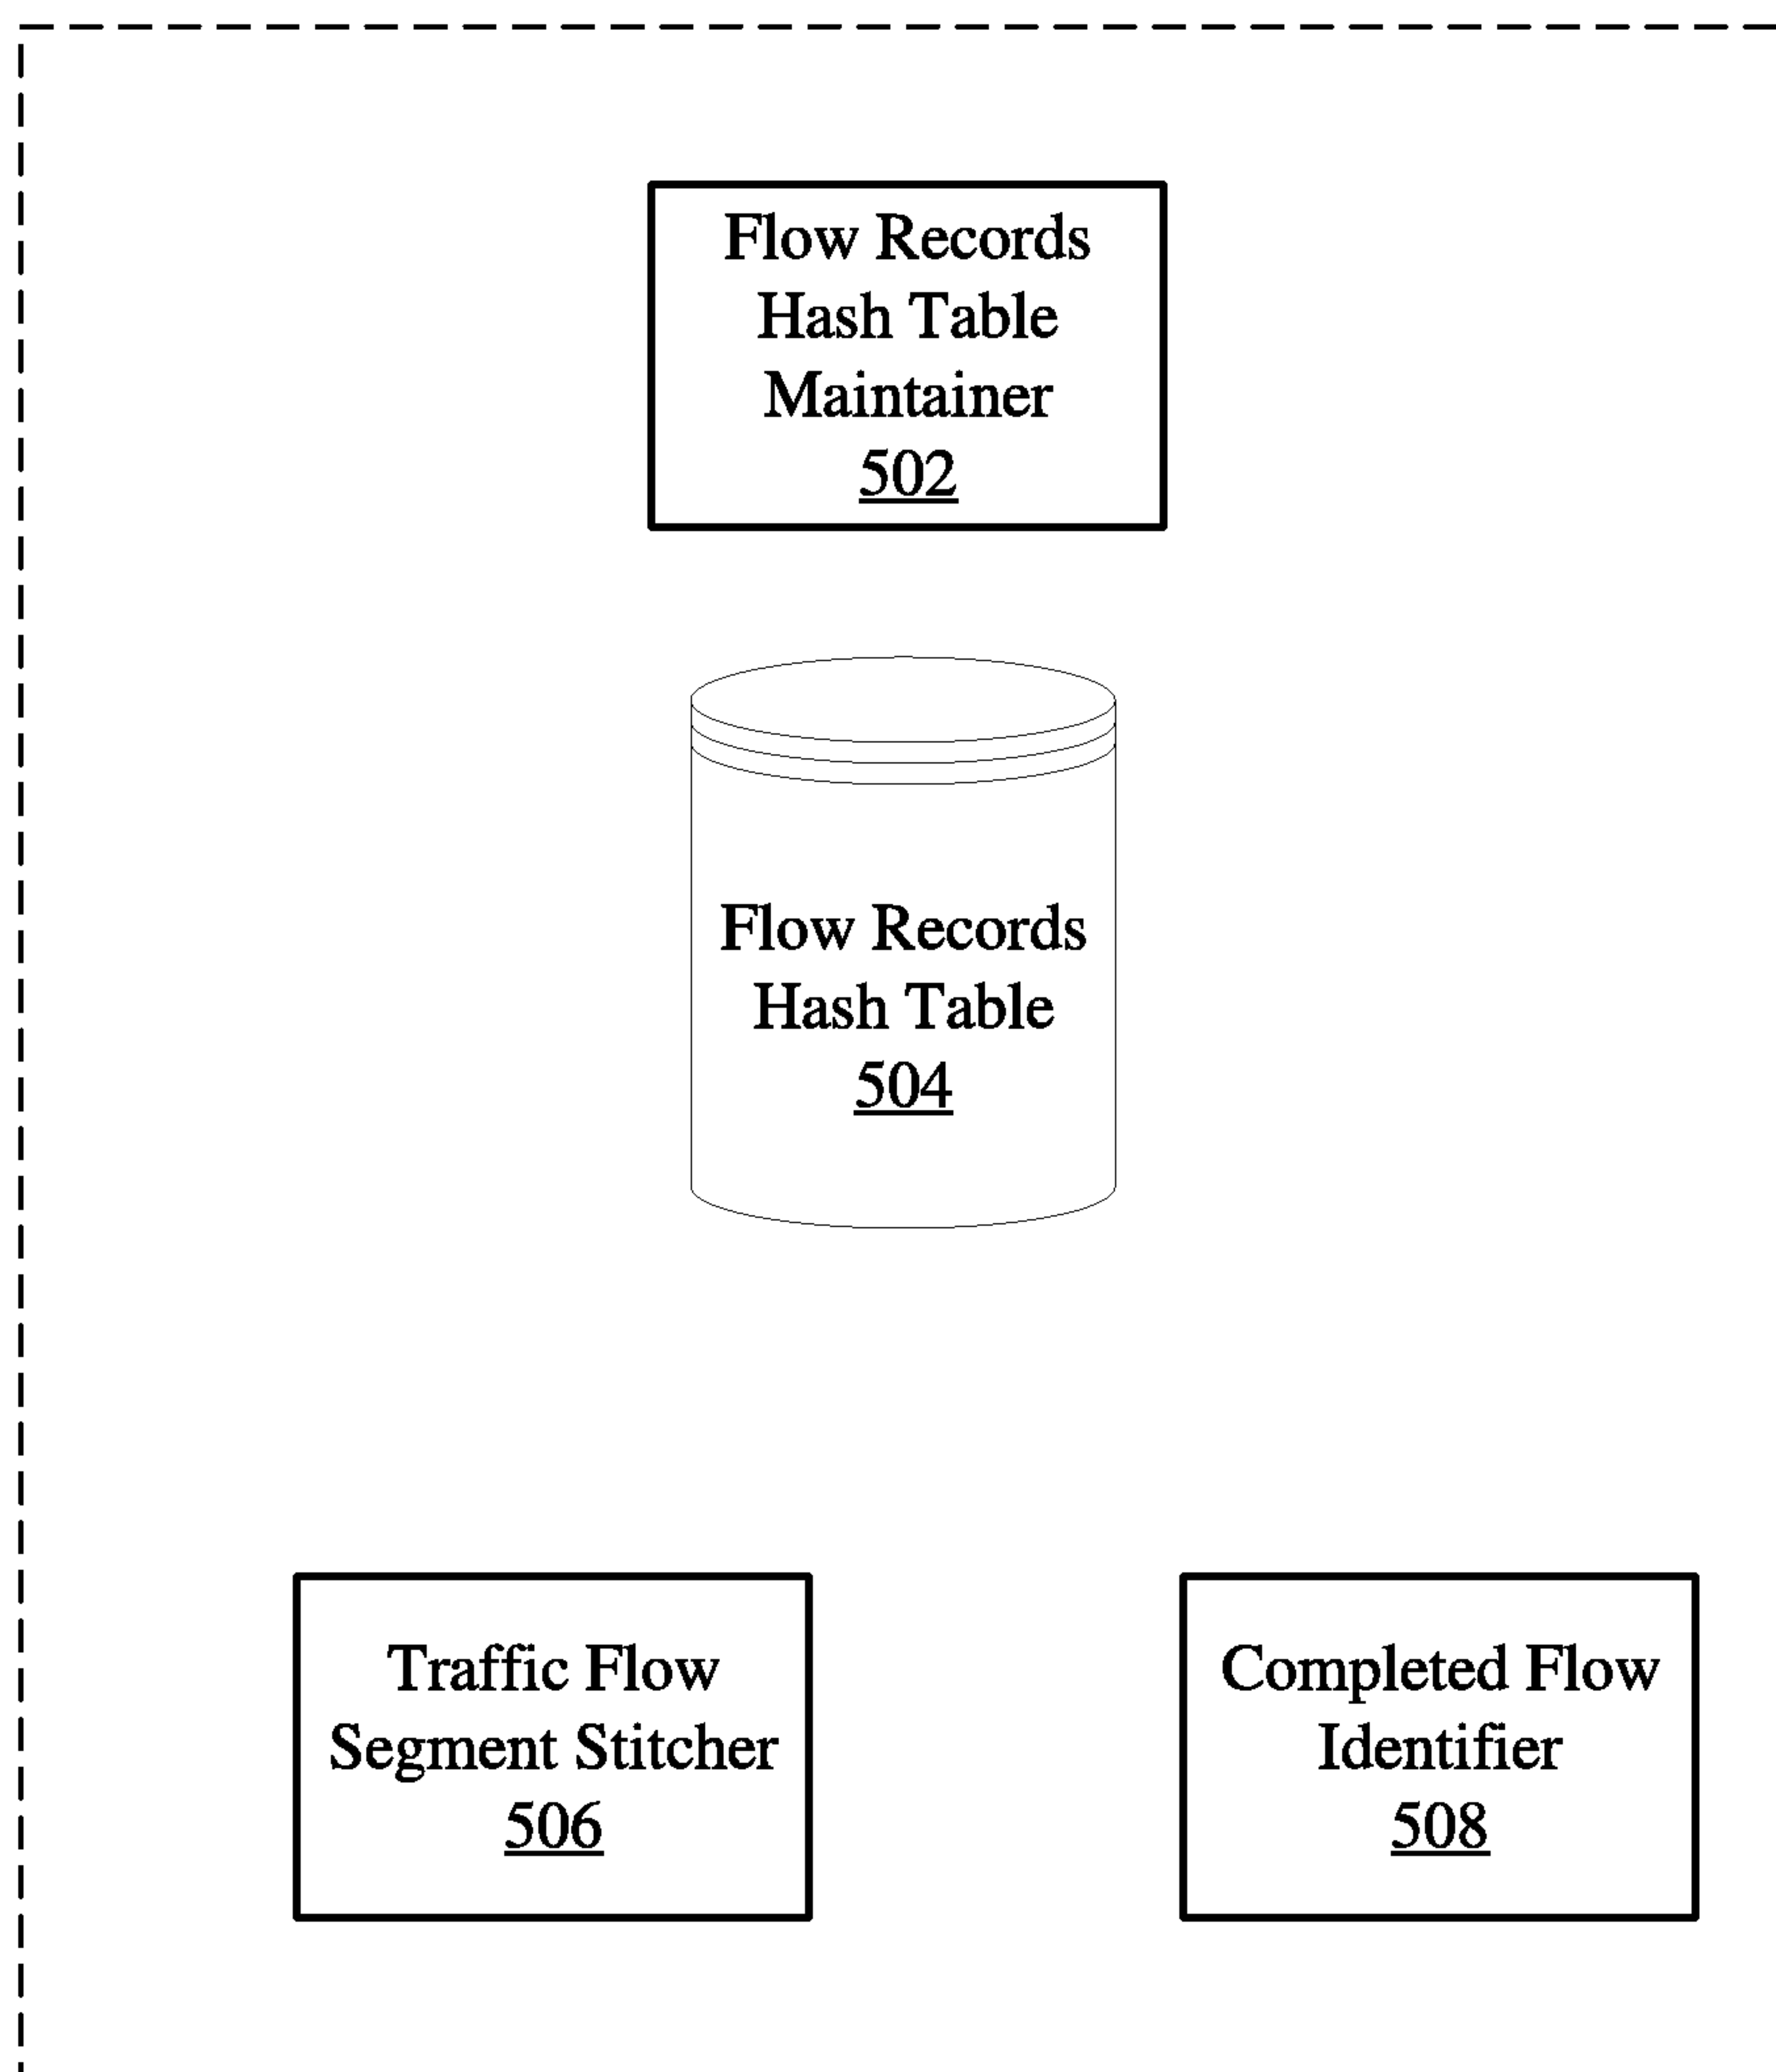 Flow Records
Hash Table
Maintainer
502
Flow Records
Hash Table
504
Traffic Flow
Segment Stitcher
506
Completed Flow
Identifier
508